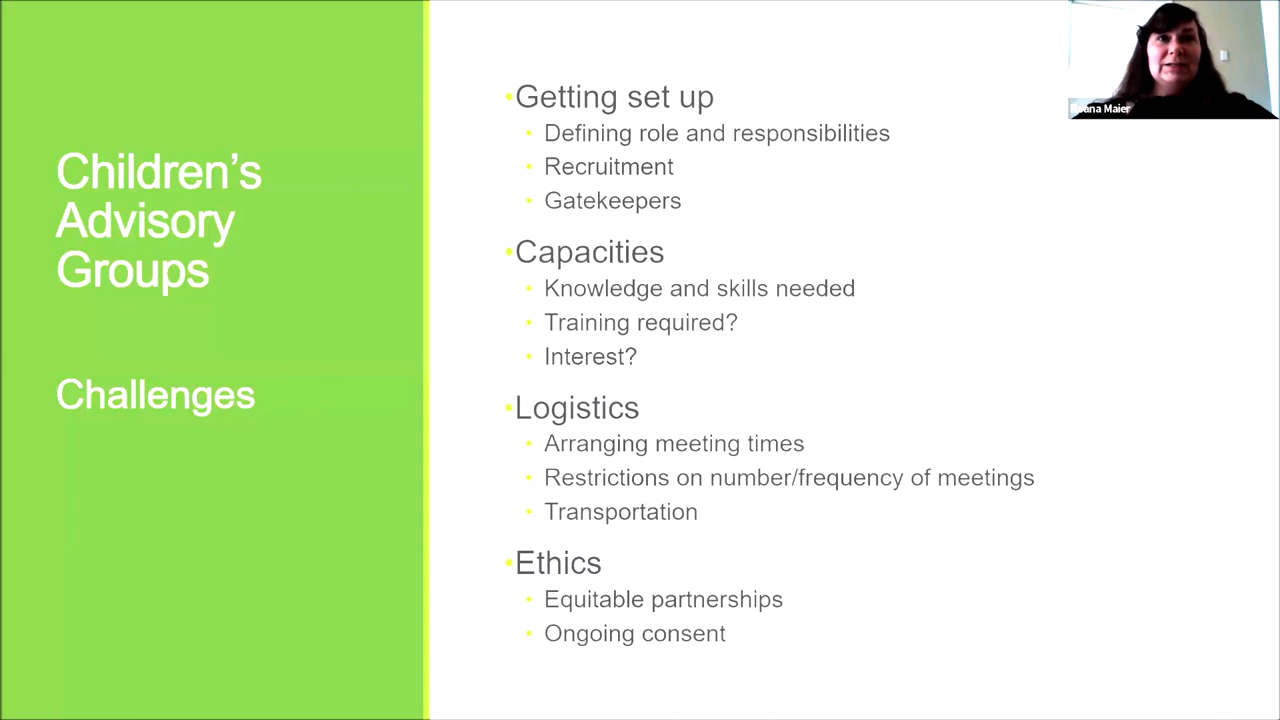 Children's
Advisory
Groups
Challenges
•Getting set up
• Defining role and responsibilities
• Recruitment
• Gatekeepers
•Capacities
• Knowledge and skills needed
• Training required?
• Interest?
•Logistics
• Arranging meeting times
• Restrictions on number/frequency of meetings
• Transportation
•Ethics
• Equitable partnerships
• Ongoing consent
Maier